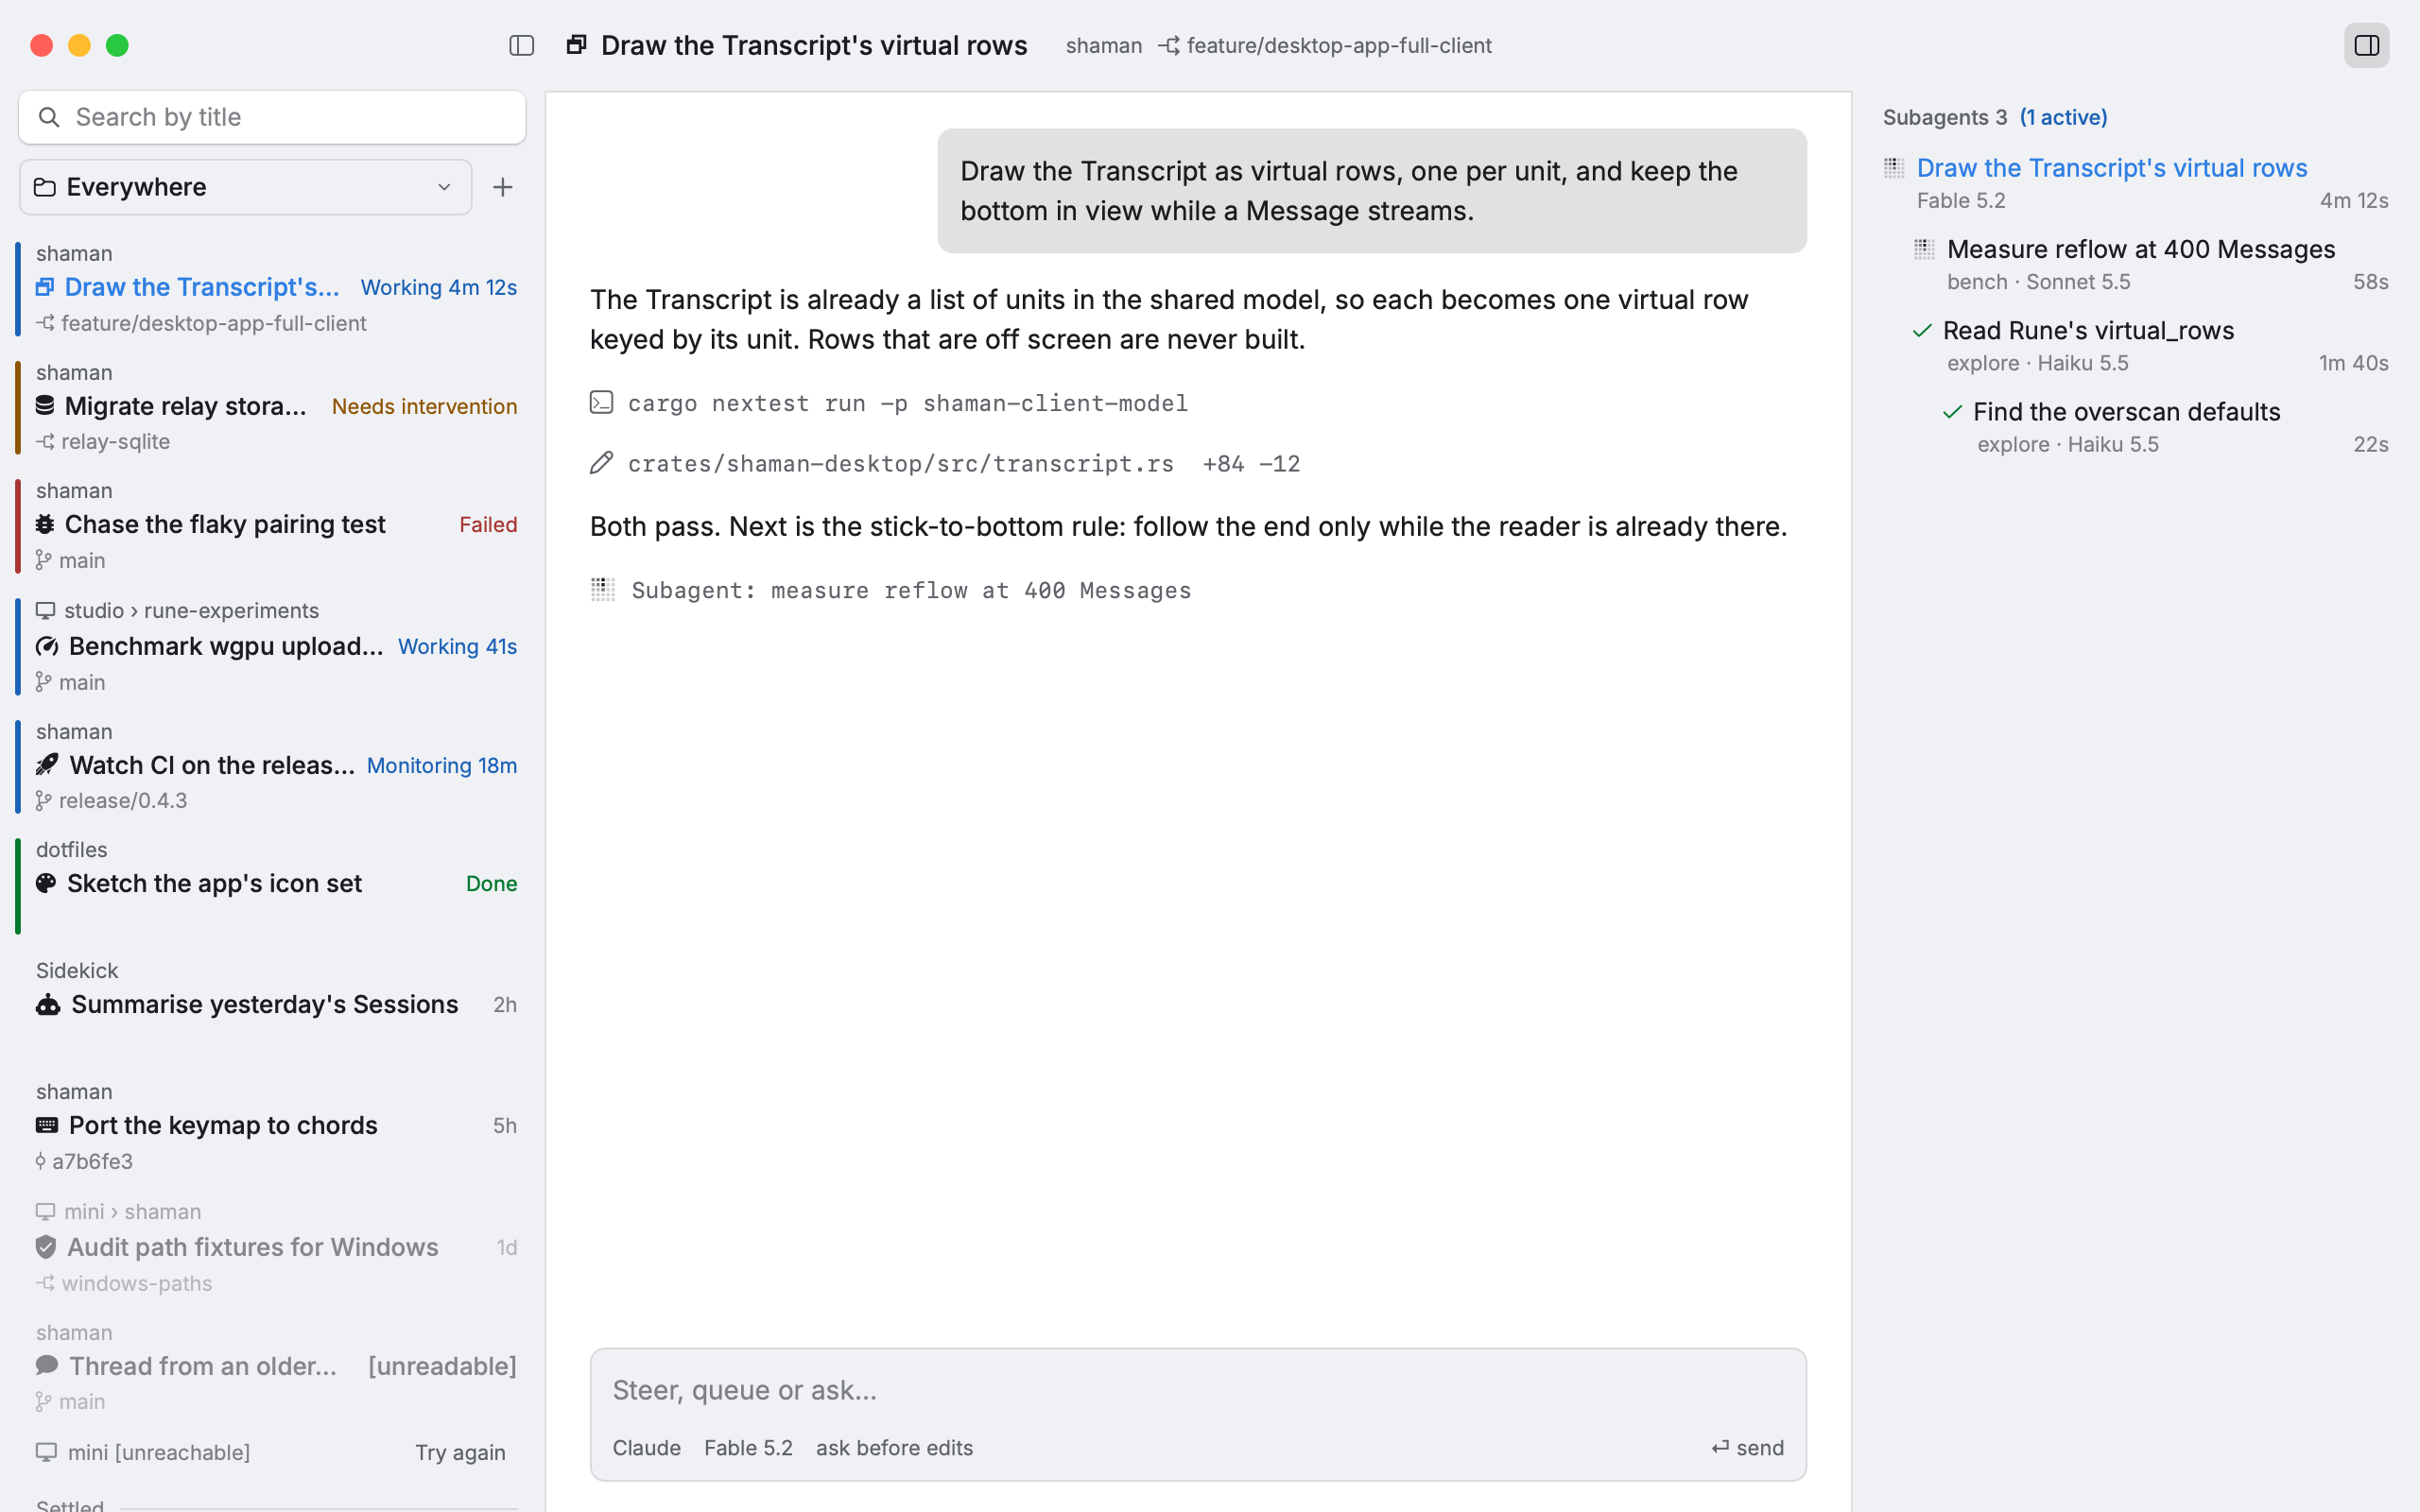 Draw the Transcript's virtual rows shaman feature/desktop-app-full-client
Search by title
Everywhere
shaman
Draw the Transcript's... Working 4m 12s
feature/desktop-app-full-client
shaman
Migrate relay stora... Needs intervention
relay-sqlite
shaman
Chase the flaky pairing test Failed
main
studio › rune-experiments
Benchmark wgpu upload... Working 41s
main
shaman
Watch CI on the releas... Monitoring 18m
release/0.4.3
dotfiles
Sketch the app's icon set Done
Sidekick
Summarise yesterday's Sessions 2h
shaman
Port the keymap to chords 5h
a7b6fe3
mini › shaman
Audit path fixtures for Windows 1d
windows-paths
shaman
Thread from an older... [unreadable]
main
mini [unreachable] Try again
Settled
Draw the Transcript as virtual rows, one per unit, and keep the
bottom in view while a Message streams.
The Transcript is already a list of units in the shared model, so each becomes one virtual row
keyed by its unit. Rows that are off screen are never built.
cargo nextest run -p shaman-client-model
crates/shaman-desktop/src/transcript.rs +84 -12
Both pass. Next is the stick-to-bottom rule: follow the end only while the reader is already there.
Subagent: measure reflow at 400 Messages
Steer, queue or ask...
Claude Fable 5.2 ask before edits send
Subagents 3 (1 active)
Draw the Transcript's virtual rows
Fable 5.2 4m 12s
Measure reflow at 400 Messages
bench · Sonnet 5.5 58s
Read Rune's virtual_rows
explore · Haiku 5.5 1m 40s
Find the overscan defaults
explore · Haiku 5.5 22s